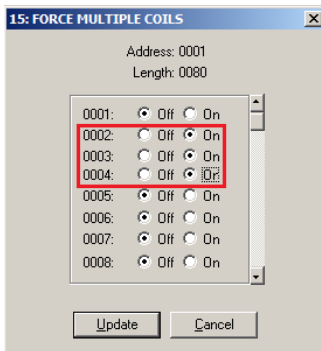 15: FORCE MULTIPLE COILS
Address: 0001
Length: 0080
0001: Off On
0002: Off On
0003: Off On
0004: Off On
0005: Off On
0006: Off On
0007: Off On
0008: Off On
Update Cancel